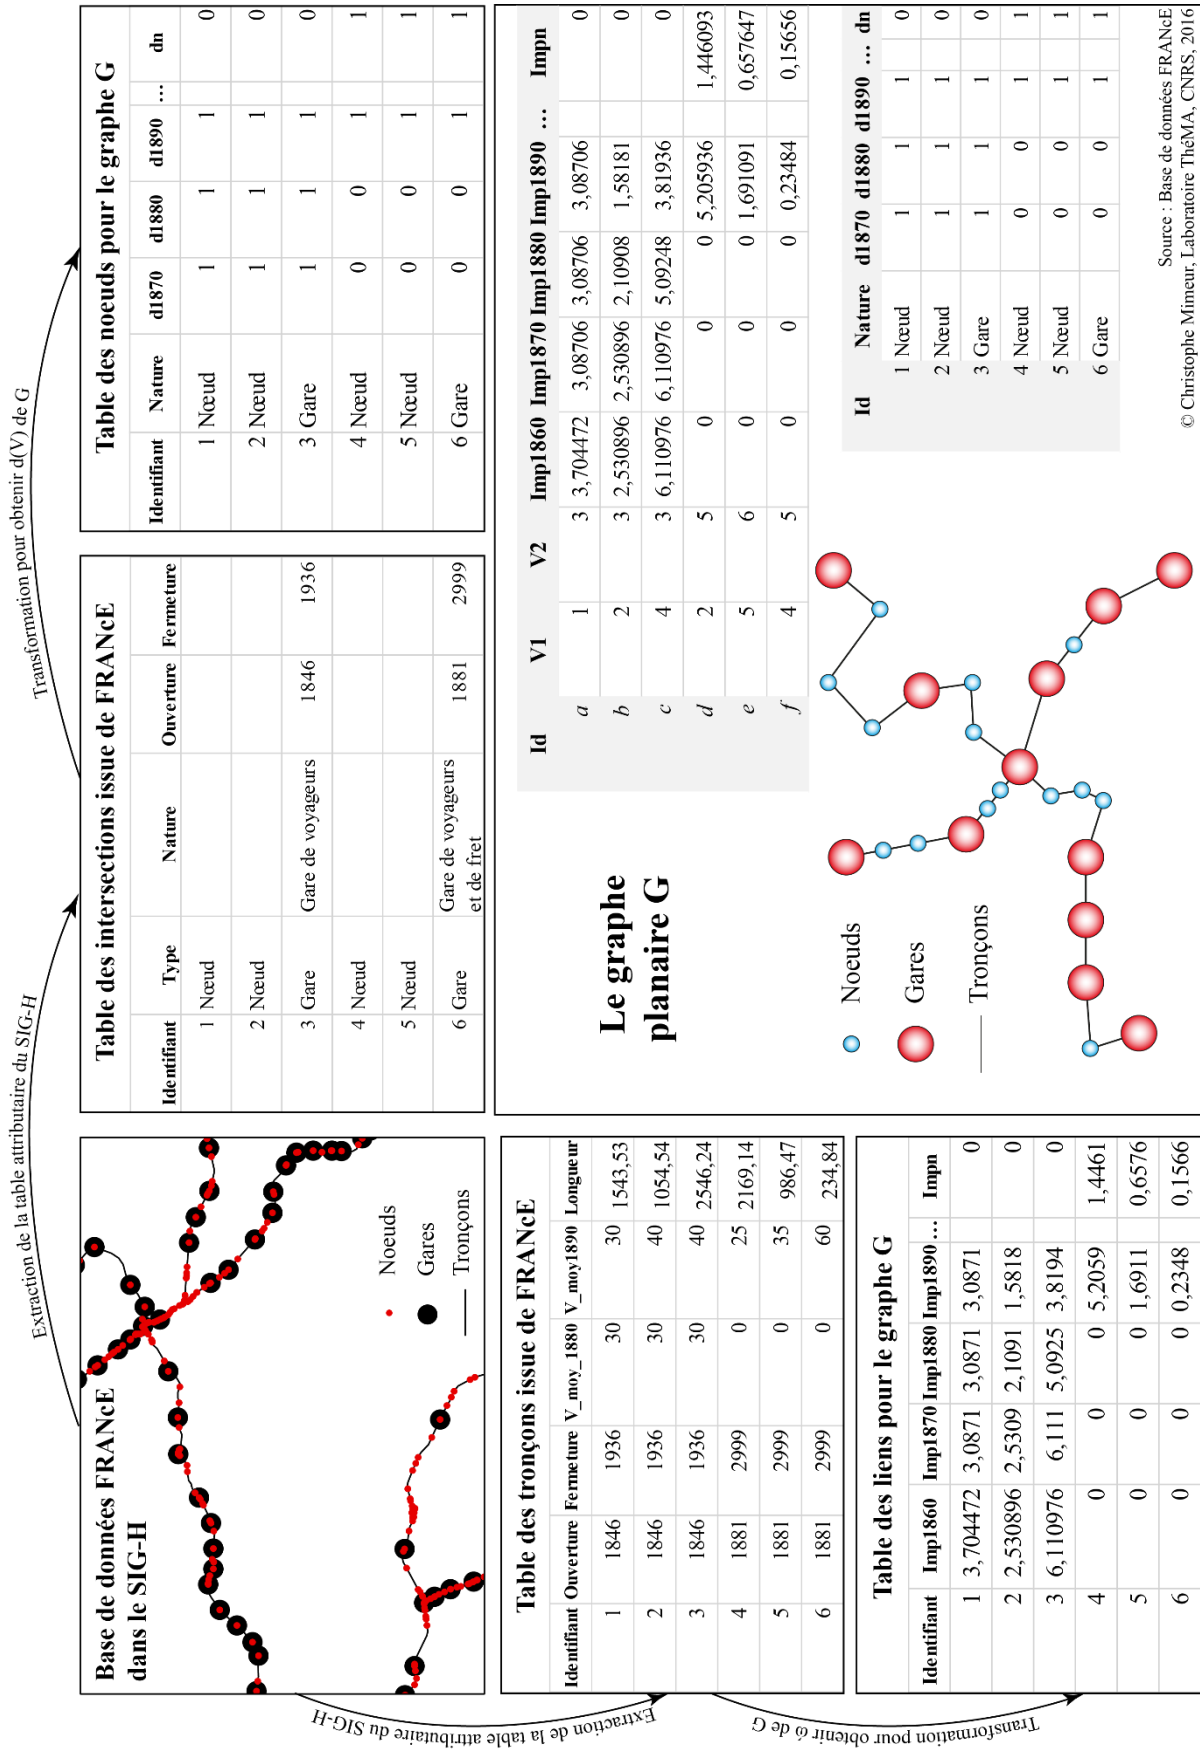 Extraction de la table attributaire du SIG-H
Transformation pour obtenir d(V) de G
Base de données FRANcE
dans le SIG-H
Noeuds
Gares
Tronçons
Table des intersections issue de FRANcE
Identifiant Type Nature Ouverture Fermeture
1 Nœud
2 Nœud
3 Gare Gare de voyageurs 1846 1936
4 Nœud
5 Nœud
6 Gare Gare de voyageurs et de fret 1881 2999
Table des noeuds pour le graphe G
Identifiant Nature d1870 d1880 d1890 ... dn
1 Nœud 1 1 1 0
2 Nœud 1 1 1 0
3 Gare 1 1 1 0
4 Nœud 0 0 1 1
5 Nœud 0 0 1 1
6 Gare 0 0 1 1
Extraction de la table attributaire du SIG-H
Table des tronçons issue de FRANcE
Identifiant Ouverture Fermeture V_moy_1880 V_moy1890 Longueur
1 1846 1936 30 30 1543,53
2 1846 1936 30 40 1054,54
3 1846 1936 30 40 2546,24
4 1881 2999 0 25 2169,14
5 1881 2999 0 35 986,47
6 1881 2999 0 60 234,84
Transformation pour obtenir ώ de G
Table des liens pour le graphe G
Identifiant Imp1860 Imp1870 Imp1880 Imp1890 ... Impn
1 3,704472 3,0871 3,0871 3,0871 0
2 2,530896 2,5309 2,1091 1,5818 0
3 6,110976 6,111 5,0925 3,8194 0
4 0 0 0 5,2059 1,4461
5 0 0 0 1,6911 0,6576
6 0 0 0 0,2348 0,1566
Le graphe
planaire G
Noeuds
Gares
Tronçons
Id V1 V2 Imp1860 Imp1870 Imp1880 Imp1890 ... Impn
a 1 3 3,704472 3,08706 3,08706 3,08706 0
b 2 3 2,530896 2,530896 2,10908 1,58181 0
c 4 3 6,110976 6,110976 5,09248 3,81936 0
d 2 5 0 0 0 5,205936 1,446093
e 5 6 0 0 0 1,691091 0,657647
f 4 5 0 0 0 0,23484 0,15656
Id Nature d1870 d1880 d1890 ... dn
1 Nœud 1 1 1 0
2 Nœud 1 1 1 0
3 Gare 1 1 1 0
4 Nœud 0 0 1 1
5 Nœud 0 0 1 1
6 Gare 0 0 1 1
Source : Base de données FRANcE
© Christophe Mimeur, Laboratoire ThéMA, CNRS, 2016